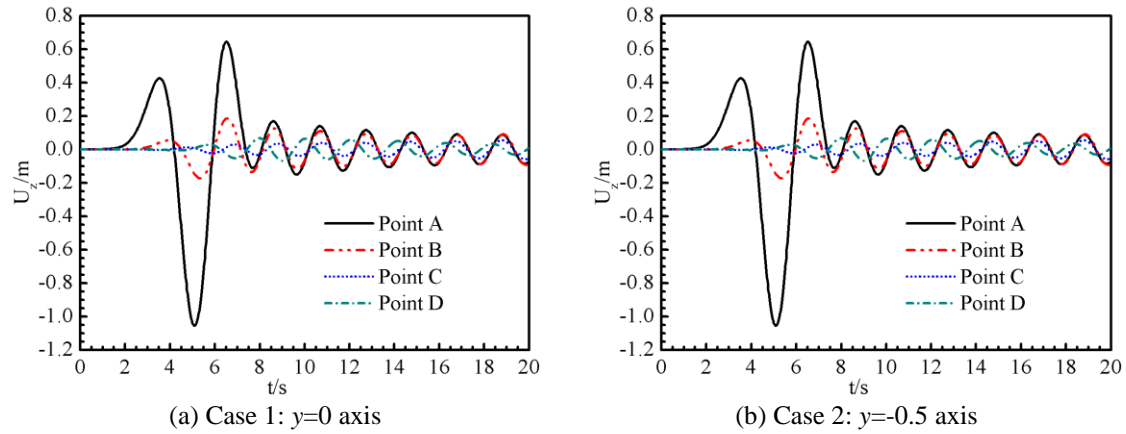 0.8
0.6
0.4
0.2
0.0
-0.2
-0.4
-0.6
-0.8
-1.0
-1.2
U_z/m
0 2 4 6 8 10 12 14 16 18 20
t/s
Point A
Point B
Point C
Point D
(a) Case 1: y=0 axis
0.8
0.6
0.4
0.2
0.0
-0.2
-0.4
-0.6
-0.8
-1.0
-1.2
U_z/m
0 2 4 6 8 10 12 14 16 18 20
t/s
Point A
Point B
Point C
Point D
(b) Case 2: y=-0.5 axis